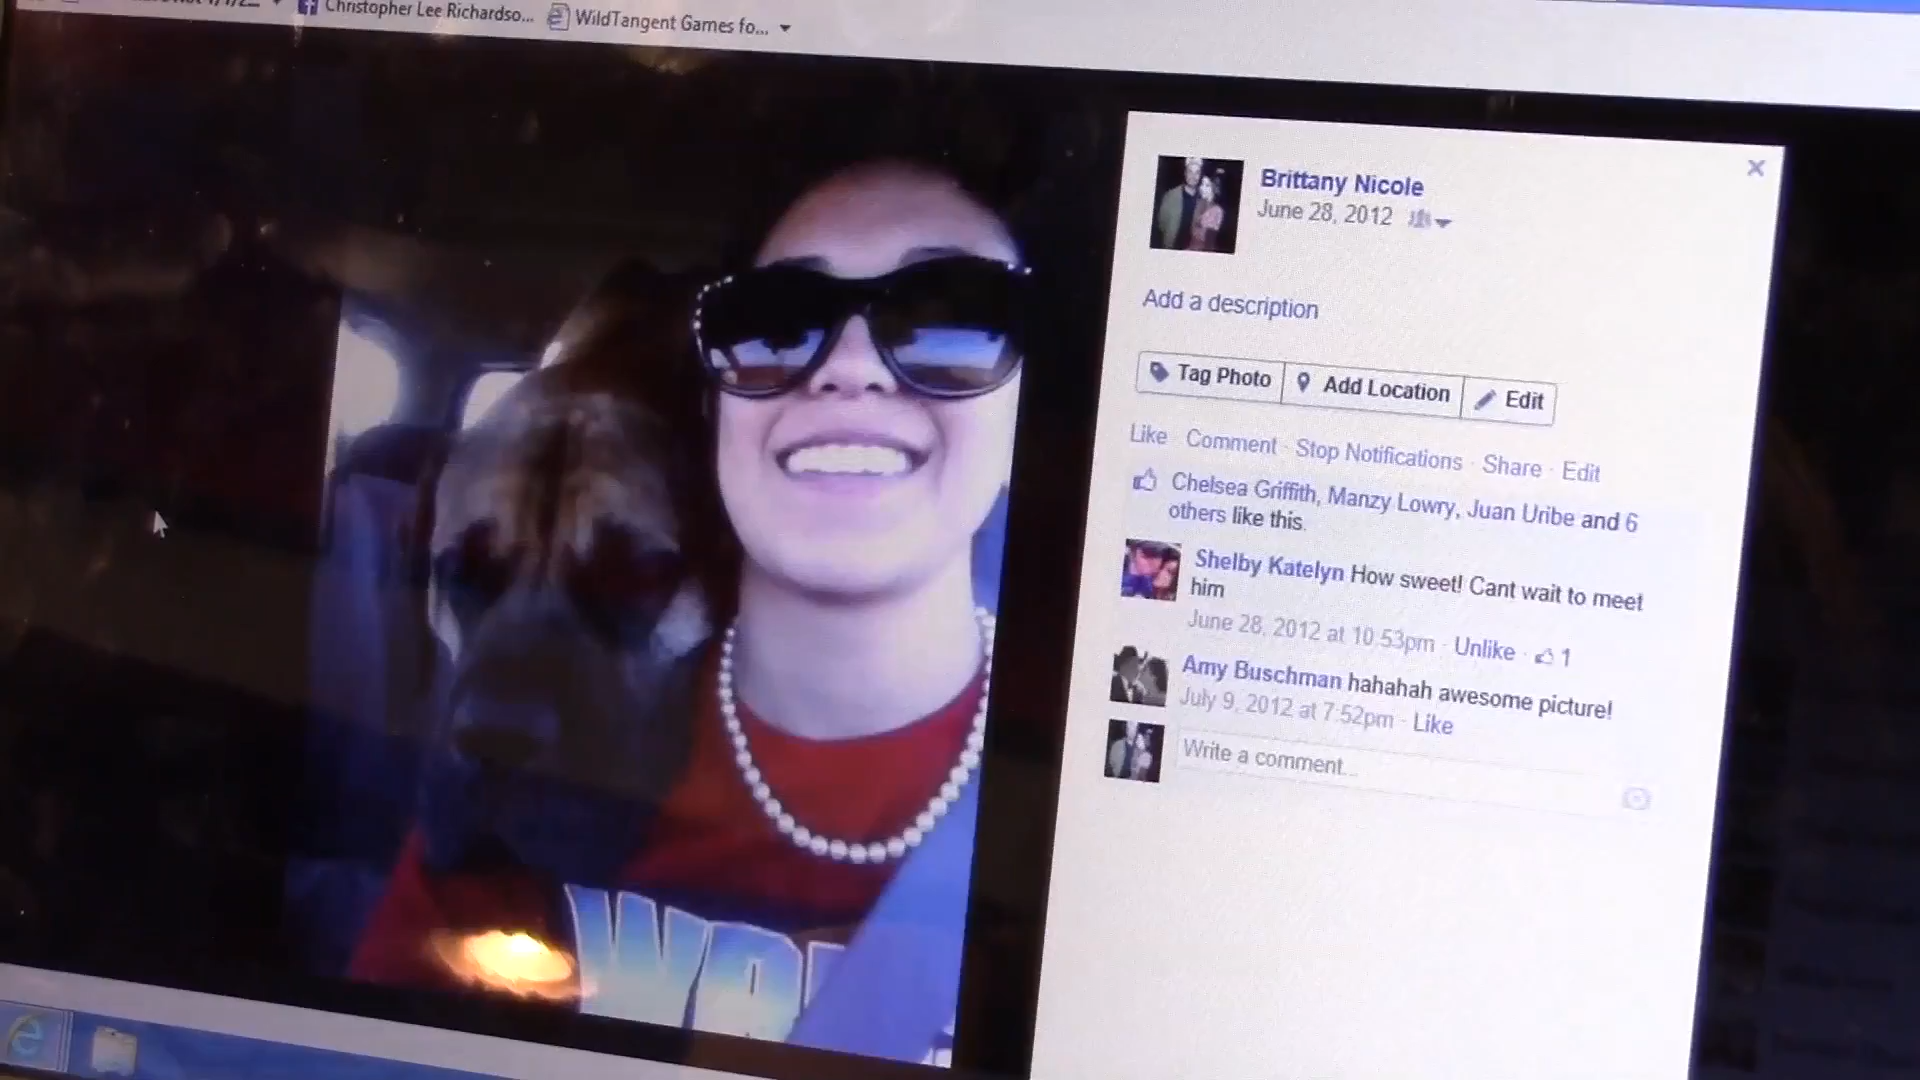 Christopher Lee Richardso...
WildTangent Games fo...
Brittany Nicole
June 28, 2012
Add a description
Tag Photo
Add Location
Edit
Like · Comment · Stop Notifications · Share · Edit
Chelsea Griffith, Manzy Lowry, Juan Uribe and 6
others like this.
Shelby Katelyn How sweet! Cant wait to meet
him
June 28, 2012 at 10:53pm · Unlike · 1
Amy Buschman hahahah awesome picture!
July 9, 2012 at 7:52pm · Like
Write a comment...